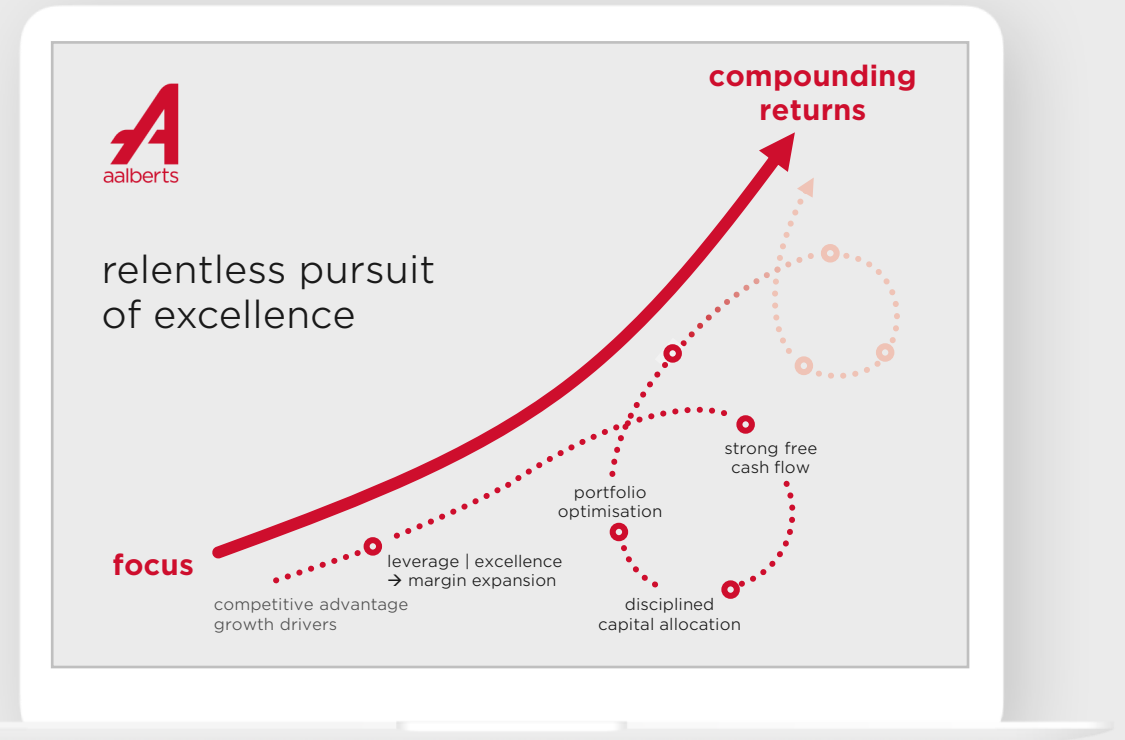 compounding
returns
aalberts
relentless pursuit
of excellence
strong free
cash flow
portfolio
optimisation
focus
leverage | excellence
→ margin expansion
competitive advantage
growth drivers
disciplined
capital allocation